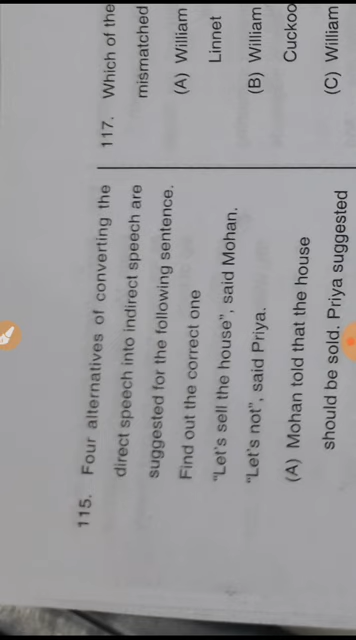 115. Four alternatives of converting the
direct speech into indirect speech are
suggested for the following sentence.
Find out the correct one
"Let's sell the house", said Mohan.
"Let's not", said Priya.
(A) Mohan told that the house
should be sold. Priya suggested
117. Which of the
mismatched
(A) William
Linnet
(B) William
Cuckoo
(C) William